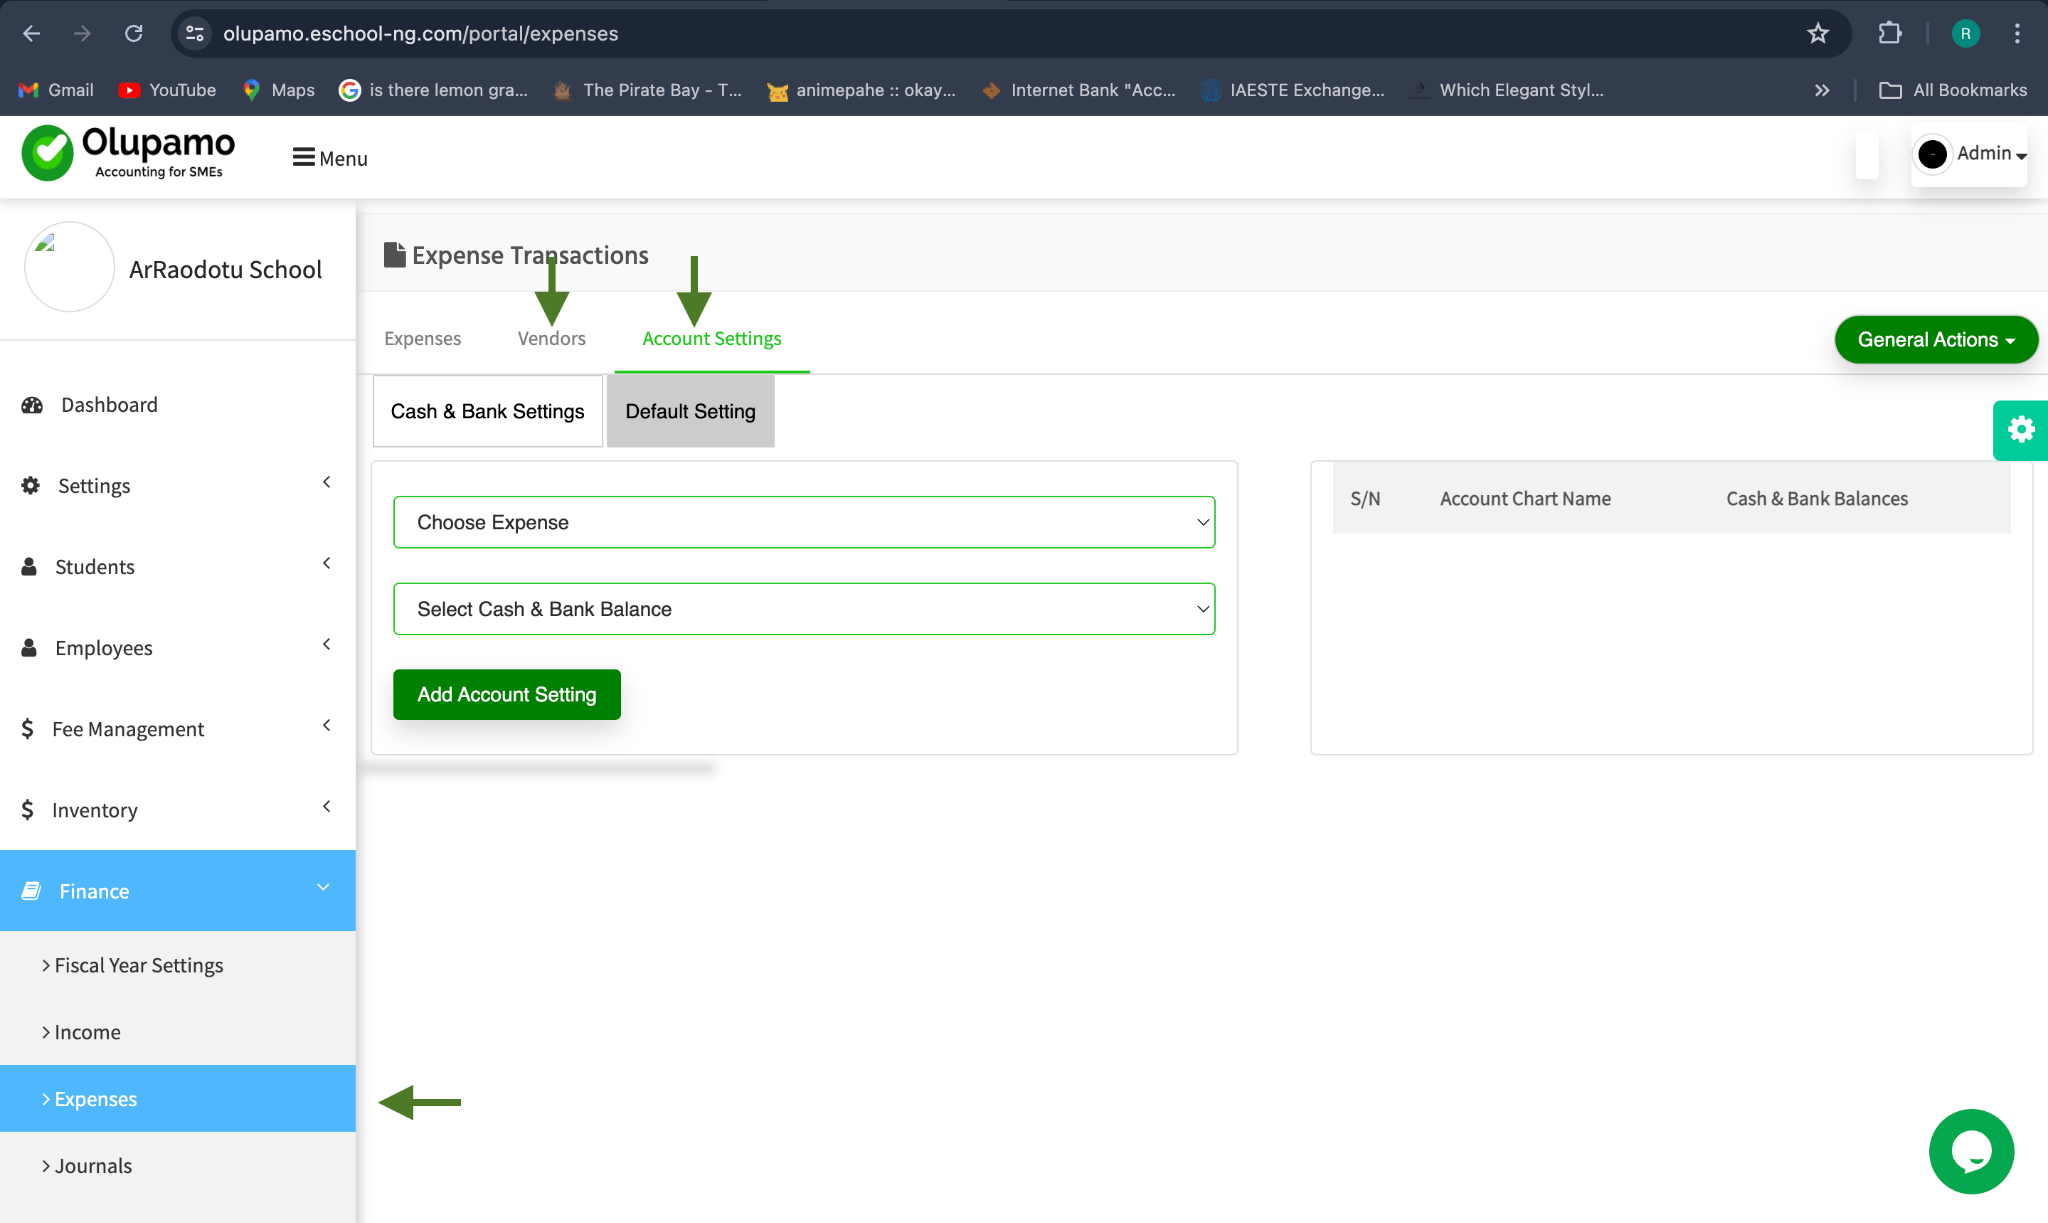 olupamo.eschool-ng.com/portal/expenses
R
Gmail
YouTube
Maps
is there lemon gra...
The Pirate Bay - T...
animepahe :: okay...
Internet Bank "Acc...
IAESTE Exchange...
Which Elegant Styl...
All Bookmarks
Olupamo
Accounting for SMEs
Menu
Admin
ArRaodotu School
Expense Transactions
Expenses
Vendors
Account Settings
General Actions
Cash & Bank Settings
Default Setting
Choose Expense
Select Cash & Bank Balance
Add Account Setting
S/N
Account Chart Name
Cash & Bank Balances
Dashboard
Settings
Students
Employees
Fee Management
Inventory
Finance
Fiscal Year Settings
Income
Expenses
Journals